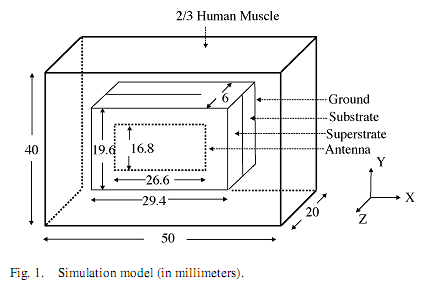 2/3 Human Muscle
6
Ground
Substrate
Superstrate
Antenna
40
19.6
16.8
26.6
29.4
20
50
Y
X
Z
Fig. 1. Simulation model (in millimeters).